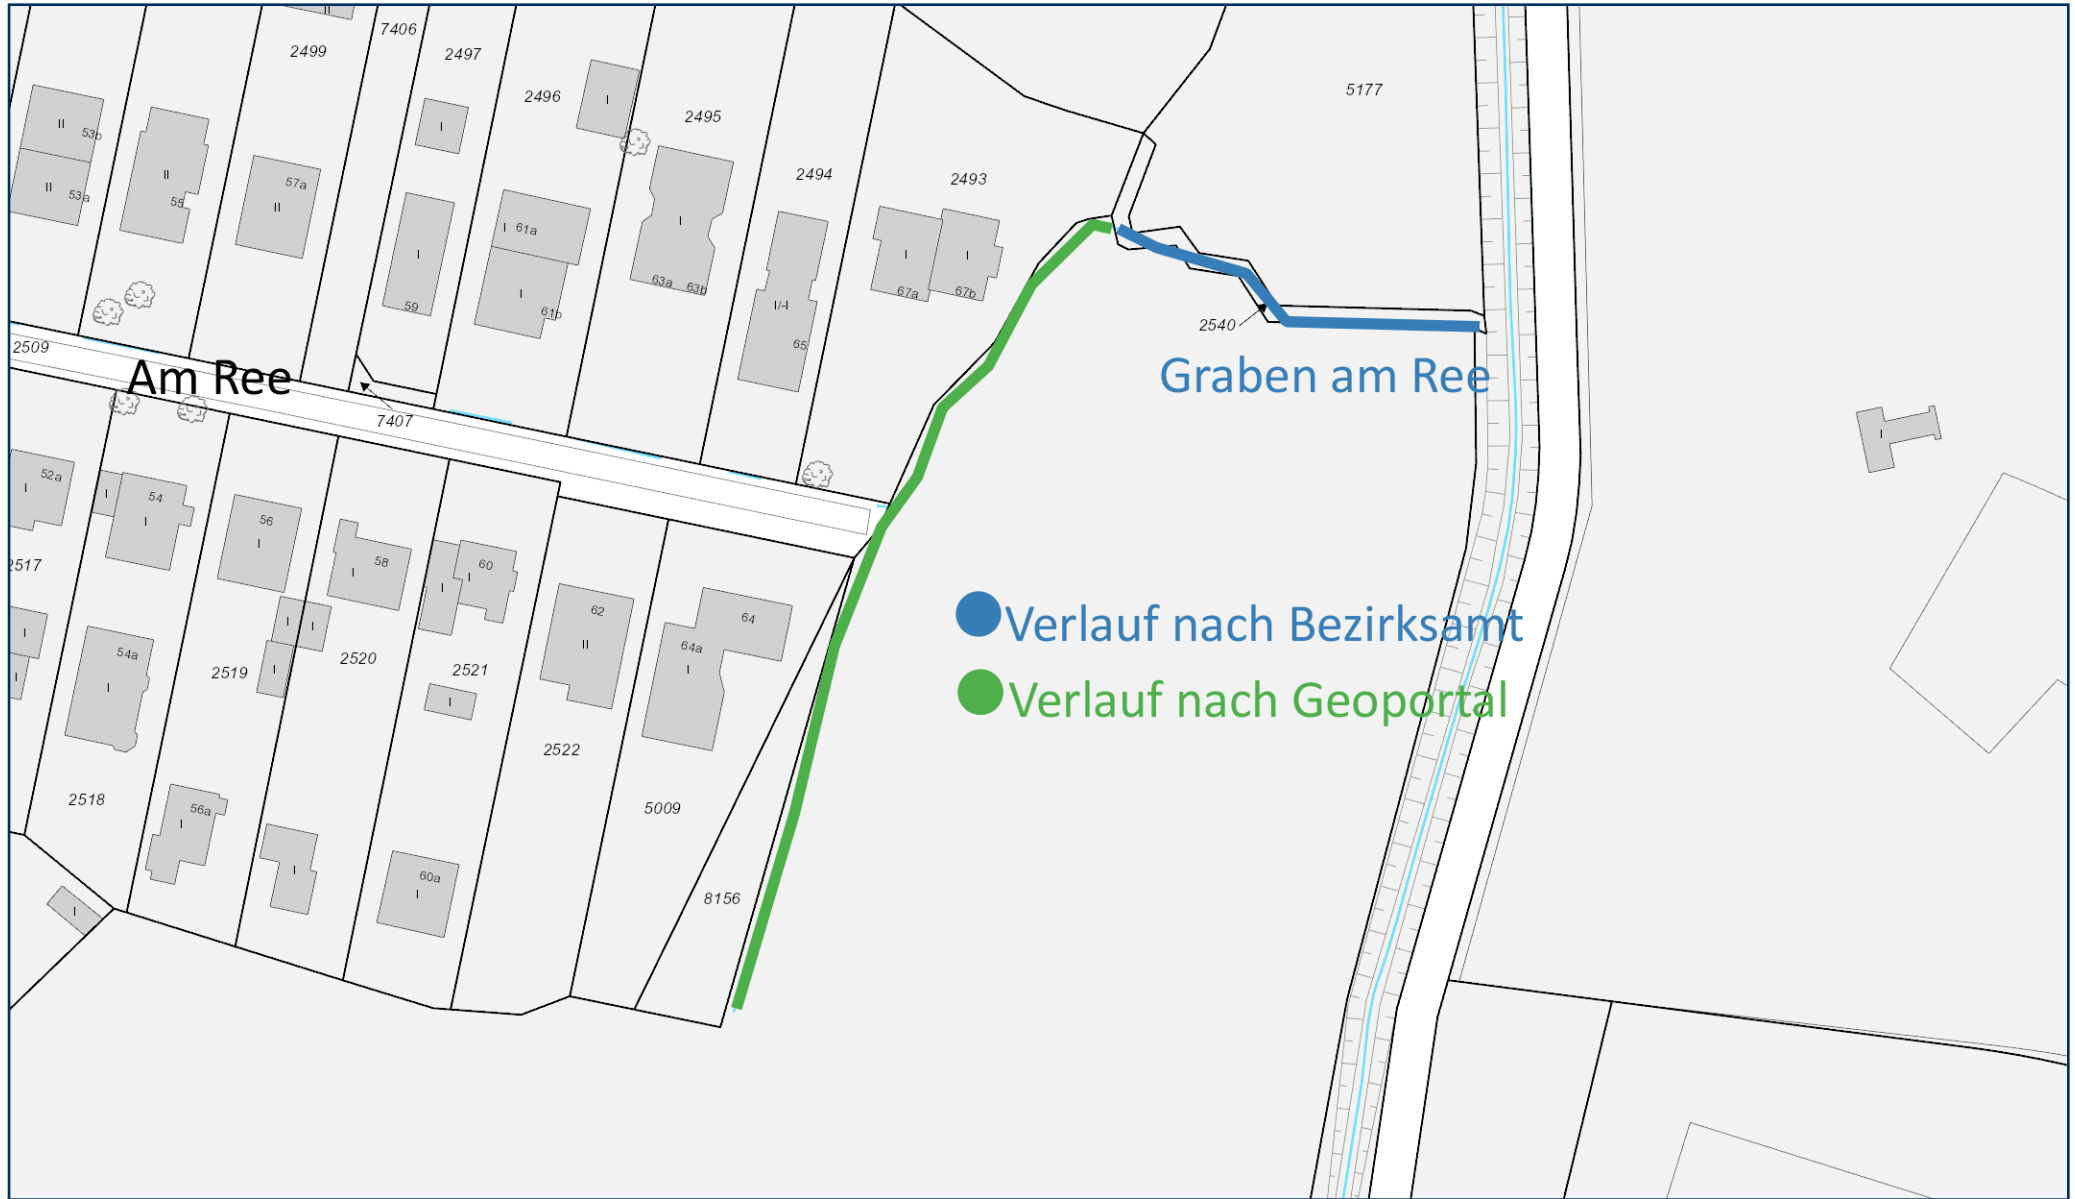 7406
2499
2497
2496
2495
5177
I
I
II
53b
II
53a
II
55
57a
II
2494
2493
I
61a
I
I
I
I
I
59
I
61b
63a
63b
I/-I
67a
67b
65
2540
2509
Am Ree
7407
Graben am Ree
I
52a
I
I
54
I
56
I
58
I
60
I
I
2517
62
II
64
64a
I
Verlauf nach Bezirksamt
I
I
I
I
I
54a
I
2519
2520
2521
I
Verlauf nach Geoportal
2522
2518
56a
I
5009
I
60a
I
8156
I